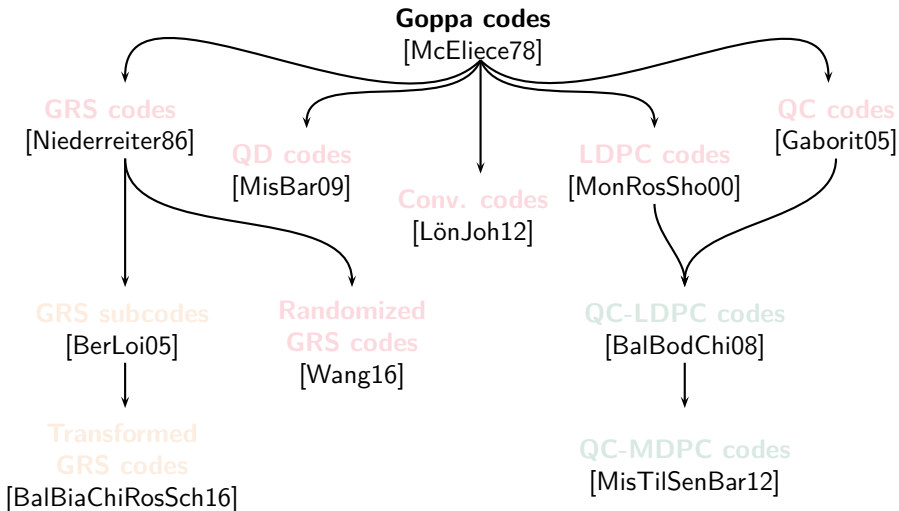 Goppa codes
[McEliece78]
GRS codes
[Niederreiter86]
QD codes
[MisBar09]
Conv. codes
[LönJoh12]
LDPC codes
[MonRosSho00]
QC codes
[Gaborit05]
GRS subcodes
[BerLoi05]
Randomized
GRS codes
[Wang16]
QC-LDPC codes
[BalBodChi08]
Transformed
GRS codes
[BalBiaChiRosSch16]
QC-MDPC codes
[MisTilSenBar12]